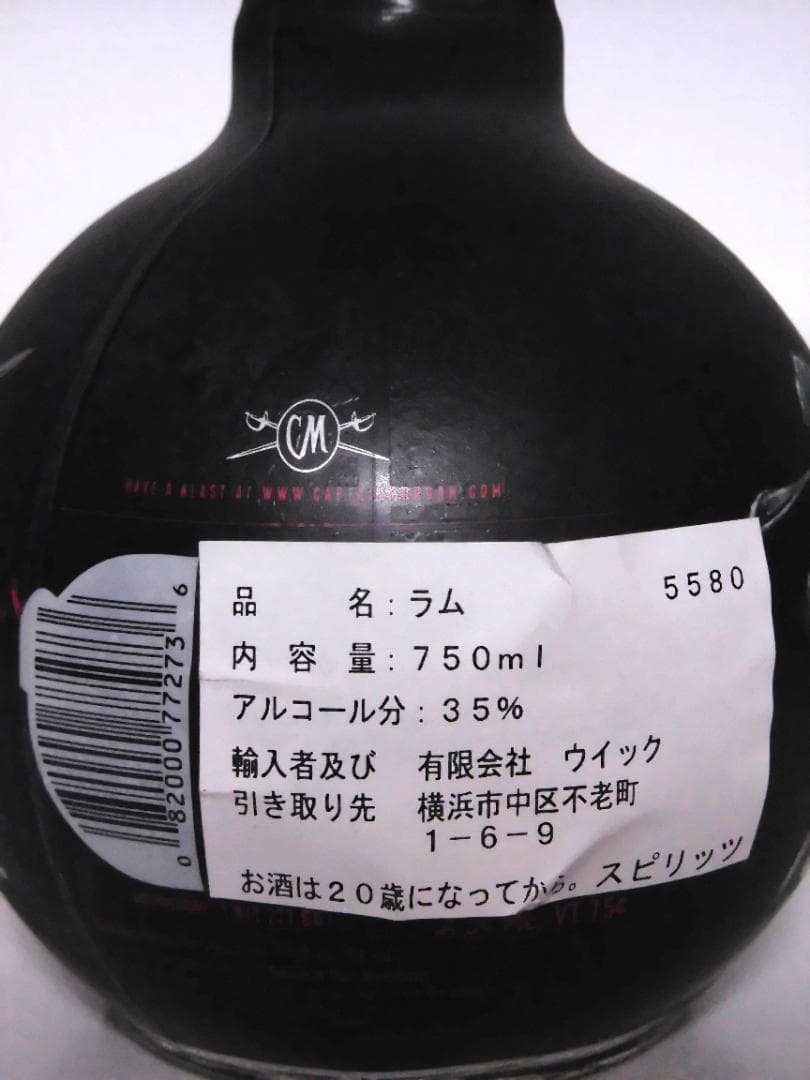 CM
HAVE A BLAST AT WWW.CAPTAINMORGAN.COM
5580
品　　名：ラム
内 容 量：750ml
アルコール分：35%
輸入者及び　有限会社　ウイック
引き取り先　横浜市中区不老町
1-6-9
お酒は20歳になってから。スピリッツ
0 82000 77273 6
VT 15¢